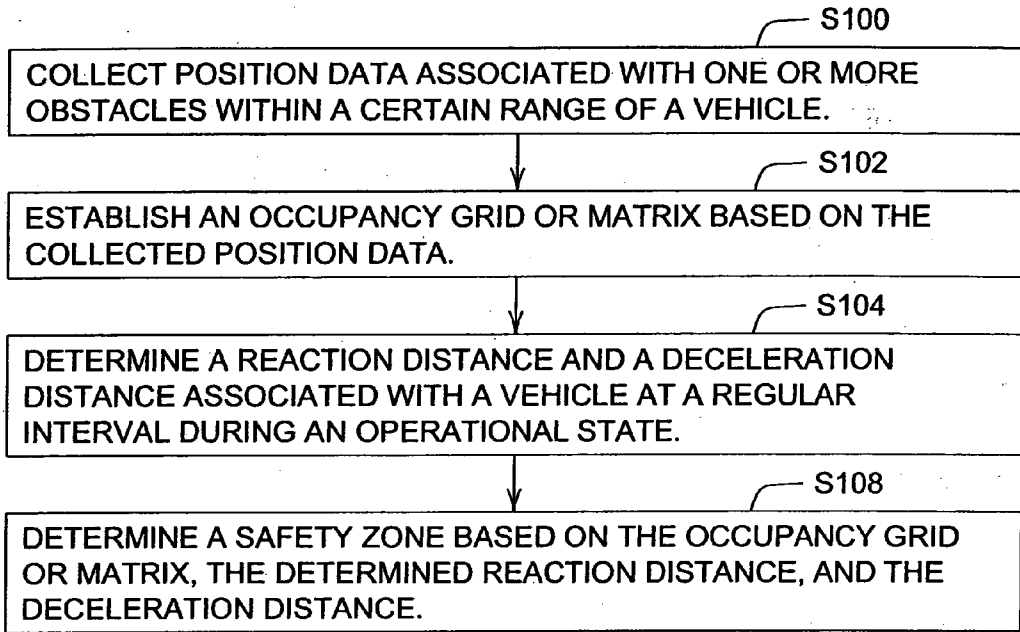 S100
COLLECT POSITION DATA ASSOCIATED WITH ONE OR MORE
OBSTACLES WITHIN A CERTAIN RANGE OF A VEHICLE.
S102
ESTABLISH AN OCCUPANCY GRID OR MATRIX BASED ON THE
COLLECTED POSITION DATA.
S104
DETERMINE A REACTION DISTANCE AND A DECELERATION
DISTANCE ASSOCIATED WITH A VEHICLE AT A REGULAR
INTERVAL DURING AN OPERATIONAL STATE.
S108
DETERMINE A SAFETY ZONE BASED ON THE OCCUPANCY GRID
OR MATRIX, THE DETERMINED REACTION DISTANCE, AND THE
DECELERATION DISTANCE.